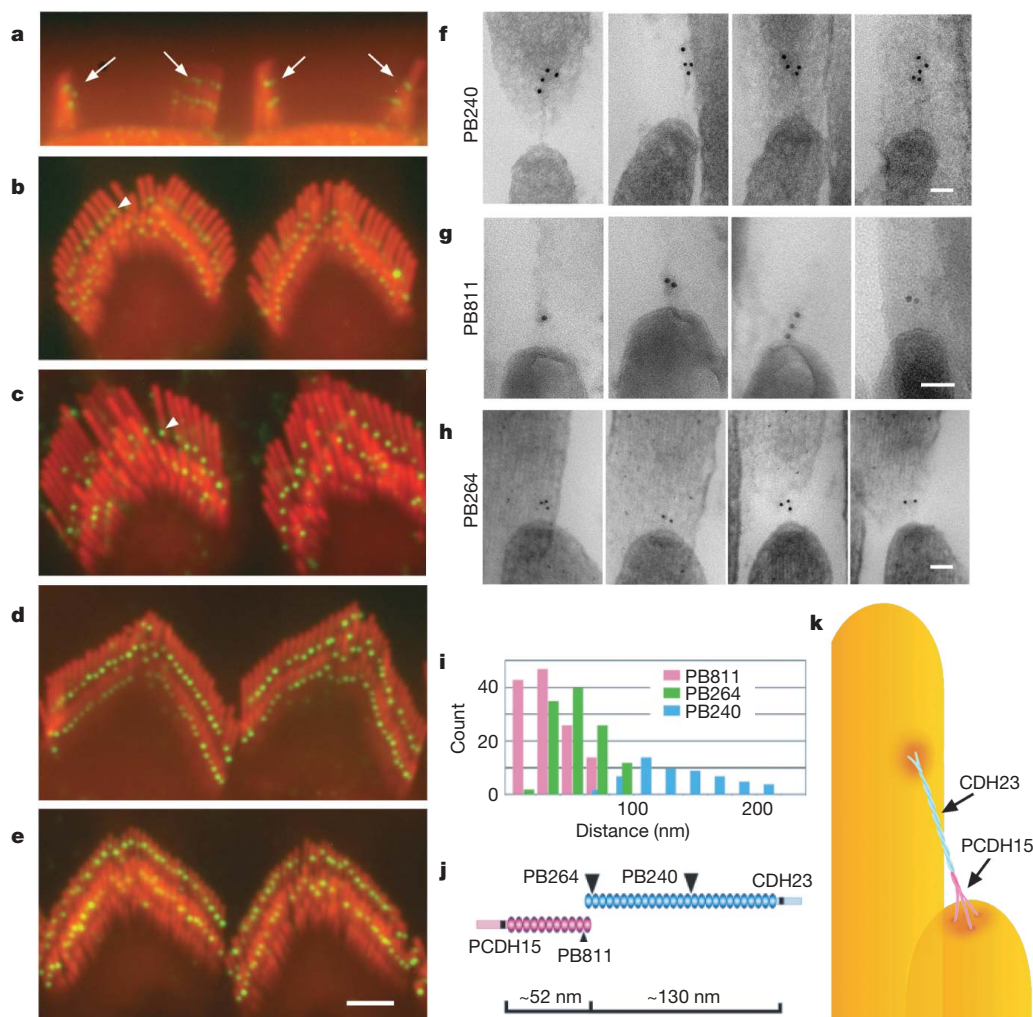 a
b
c
d
e
f
PB240
g
PB811
h
PB264
i
PB811
PB264
PB240
Count
40
20
0
100
200
Distance (nm)
j
PB264
PB240
CDH23
PCDH15
PB811
~52 nm
~130 nm
k
CDH23
PCDH15